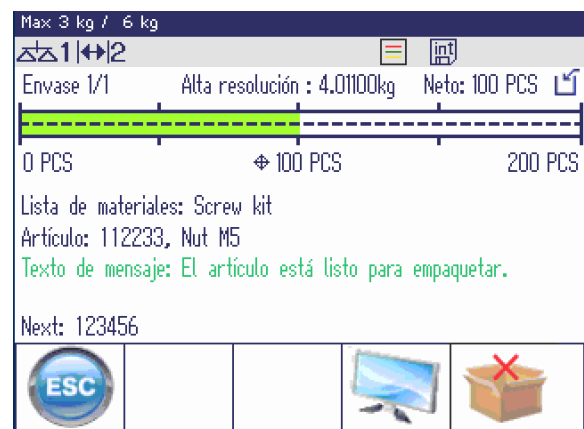 Max 3 kg / 6 kg
1|↔|2 int
Envase 1/1 Alta resolución : 4.01100kg Neto: 100 PCS
0 PCS 100 PCS 200 PCS
Lista de materiales: Screw kit
Artículo: 112233, Nut M5
Texto de mensaje: El artículo está listo para empaquetar.
Next: 123456
ESC